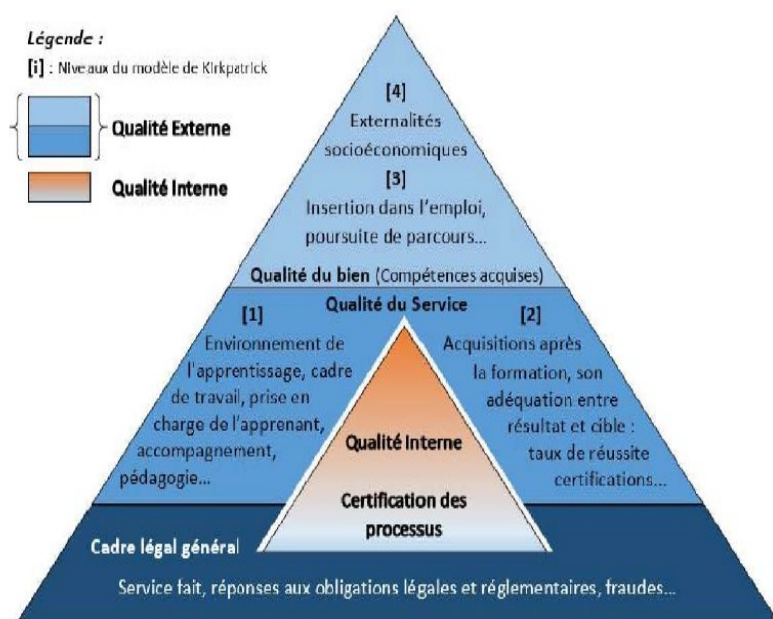 Légende :
[i] : Niveaux du modèle de Kirkpatrick
Qualité Externe
Qualité Interne
[4]
Externalités
socioéconomiques
[3]
Insertion dans l'emploi,
poursuite de parcours...
Qualité du bien (Compétences acquises)
Qualité du Service
[1]
Environnement de
l'apprentissage, cadre
de travail, prise en
charge de l'apprenant,
accompagnement,
pédagogie...
[2]
Acquisitions après
la formation, son
adéquation entre
résultat et cible :
taux de réussite
certifications...
Qualité Interne
Certification des
processus
Cadre légal général
Service fait, réponses aux obligations légales et réglementaires, fraudes...